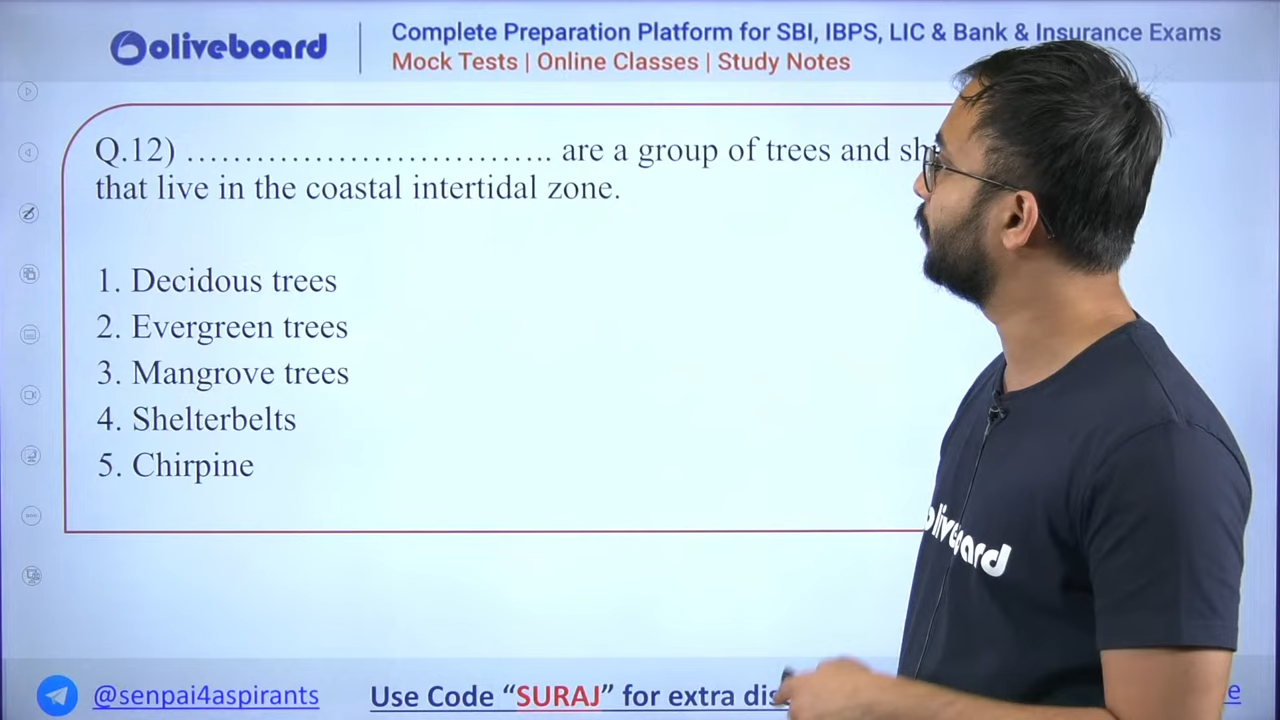 oliveboard
Complete Preparation Platform for SBI, IBPS, LIC & Bank & Insurance Exams
Mock Tests | Online Classes | Study Notes
Q.12) ................................ are a group of trees and
that live in the coastal intertidal zone.
1. Decidous trees
2. Evergreen trees
3. Mangrove trees
4. Shelterbelts
5. Chirpine
oliveboard
@senpai4aspirants
Use Code “SURAJ” for extra